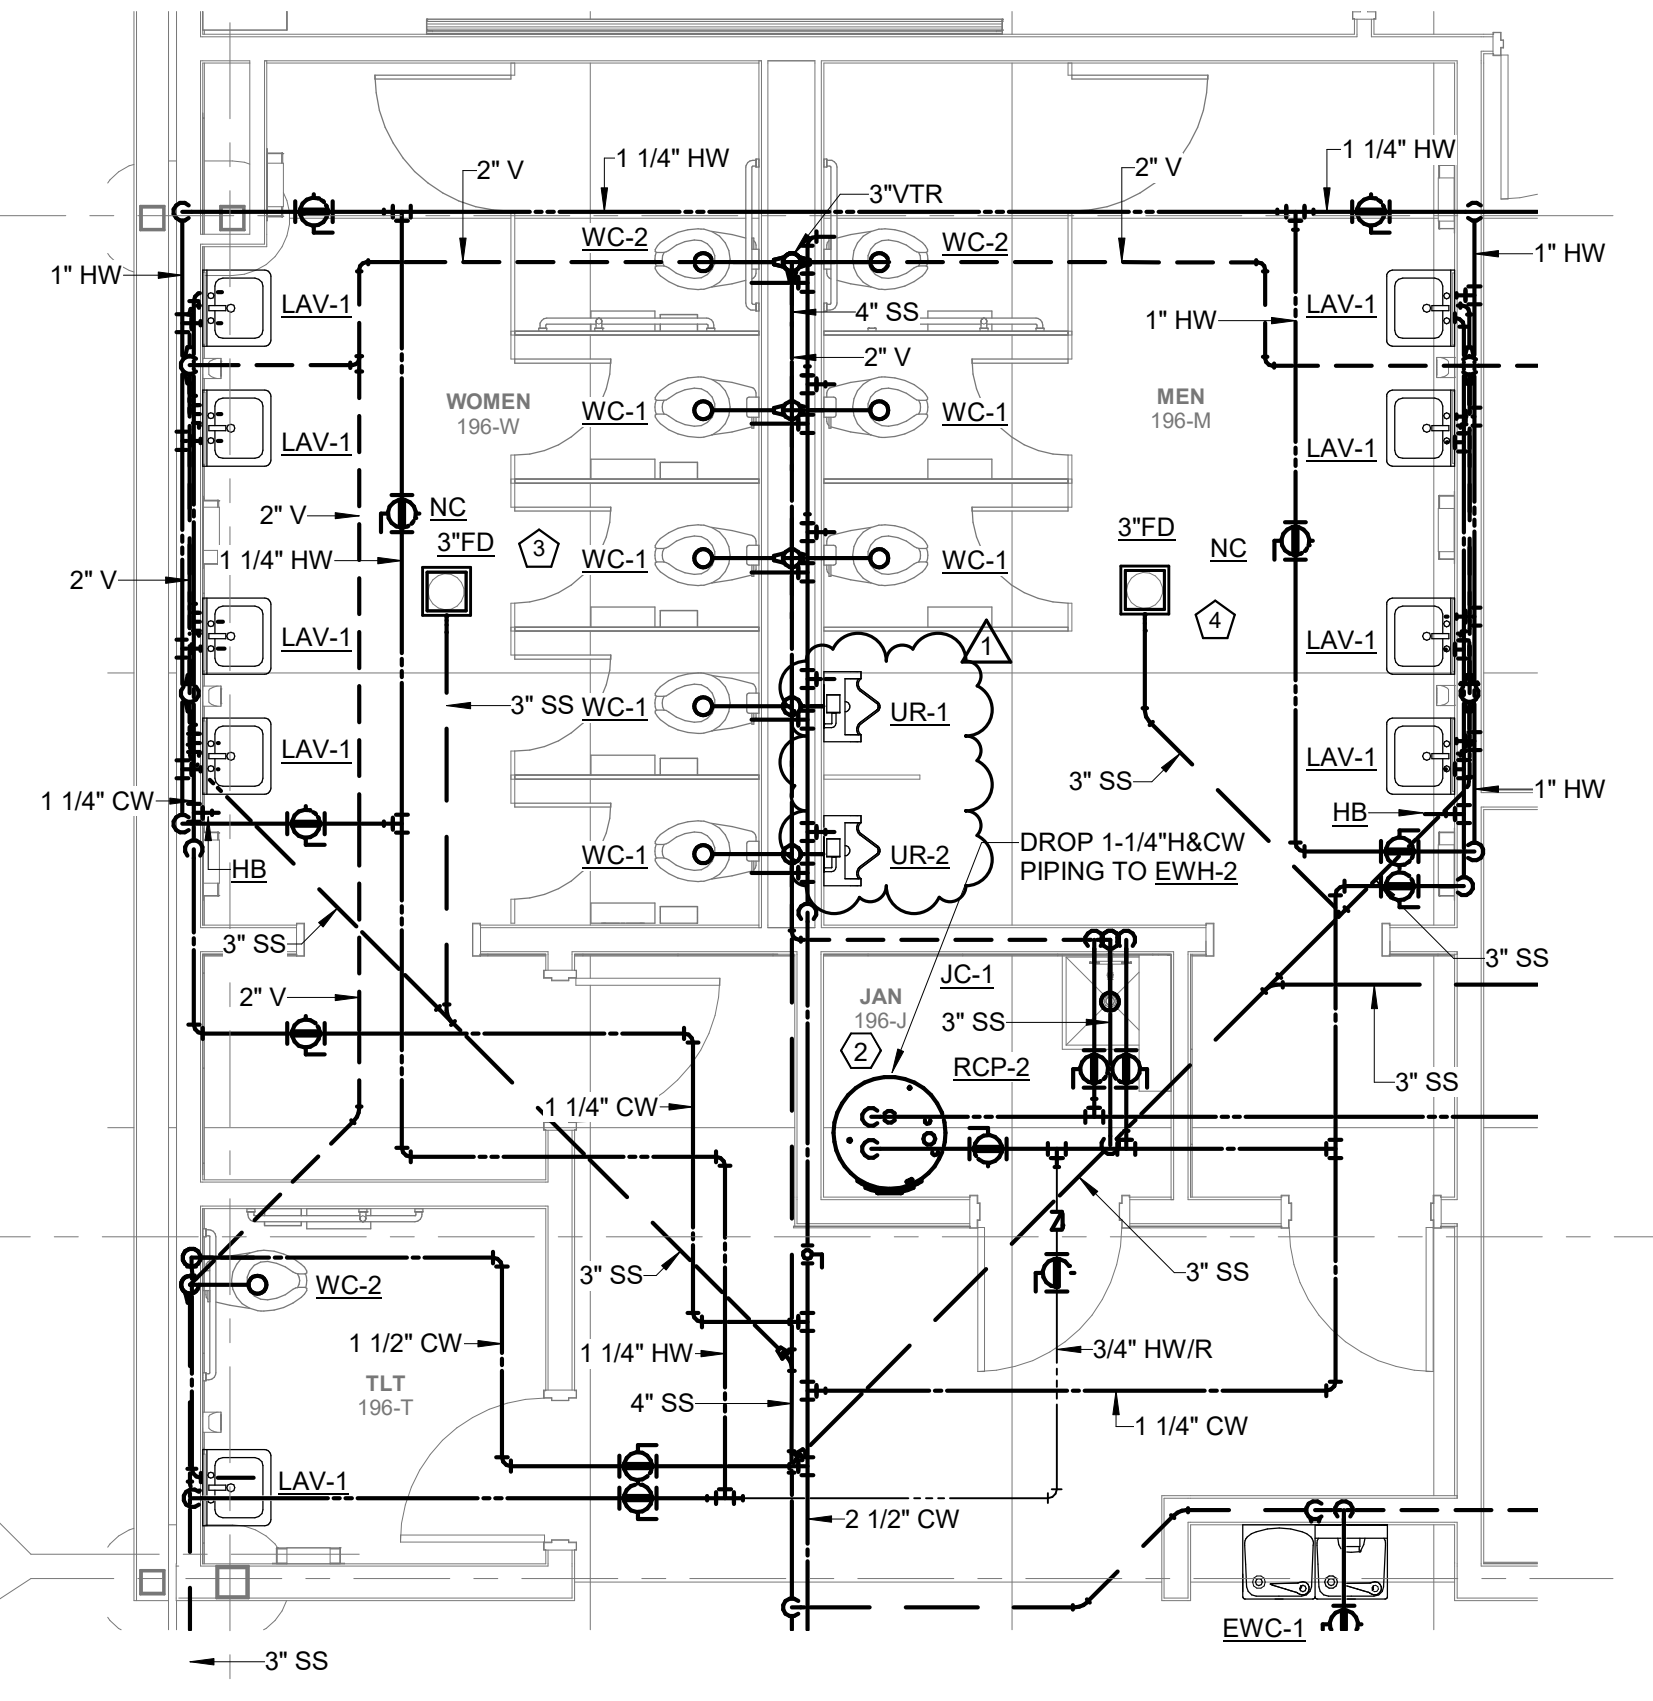 1 1/4" HW
1 1/4" HW
2" V
2" V
3"VTR
WC-2
WC-2
1" HW
1" HW
LAV-1
4" SS
LAV-1
1" HW
2" V
WOMEN
196-W
WC-1
WC-1
MEN
196-M
LAV-1
LAV-1
NC
2" V
3"FD
3
3"FD
NC
1 1/4" HW
WC-1
WC-1
2" V
4
1
LAV-1
LAV-1
3" SS
WC-1
UR-1
LAV-1
LAV-1
3" SS
1" HW
1 1/4" CW
HB
DROP 1-1/4"H&CW
PIPING TO EWH-2
WC-1
UR-2
HB
3" SS
3" SS
JC-1
2" V
JAN
196-J
3" SS
2
RCP-2
3" SS
1 1/4" CW
3" SS
3" SS
WC-2
1 1/2" CW
1 1/4" HW
3/4" HW/R
TLT
196-T
4" SS
1 1/4" CW
LAV-1
2 1/2" CW
EWC-1
3" SS